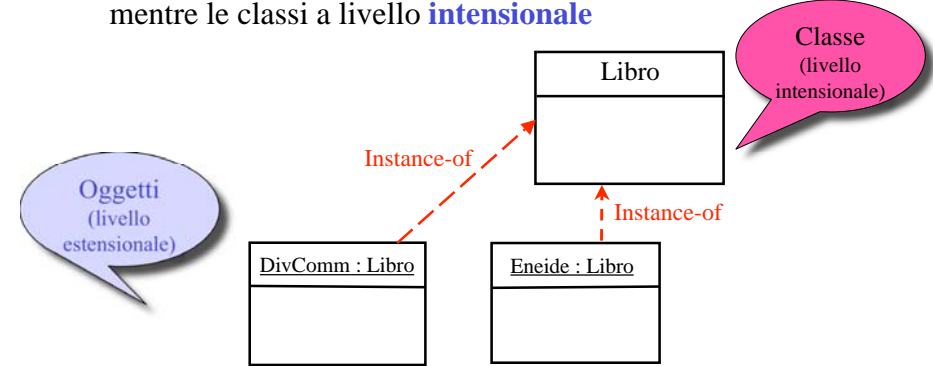 mentre le classi a livello intensionale
Classe
(livello
intensionale)
Libro
Instance-of
Oggetti
(livello
estensionale)
Instance-of
DivComm : Libro
Eneide : Libro